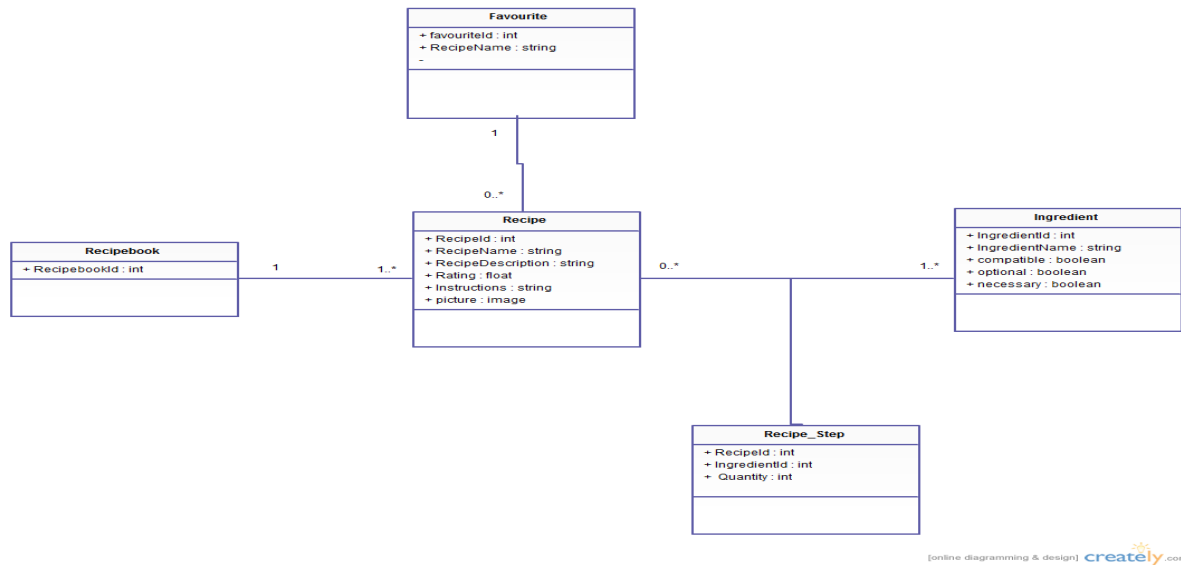 Favourite
+ favouriteId : int
+ RecipeName : string
-
1
0..*
Recipe
+ RecipeId : int
+ RecipeName : string
+ RecipeDescription : string
+ Rating : float
+ Instructions : string
+ picture : image
Recipebook
+ RecipebookId : int
1
1..*
0..*
1..*
Ingredient
+ IngredientId : int
+ IngredientName : string
+ compatible : boolean
+ optional : boolean
+ necessary : boolean
Recipe_Step
+ RecipeId : int
+ IngredientId : int
+ Quantity : int
[online diagramming & design] creately.com